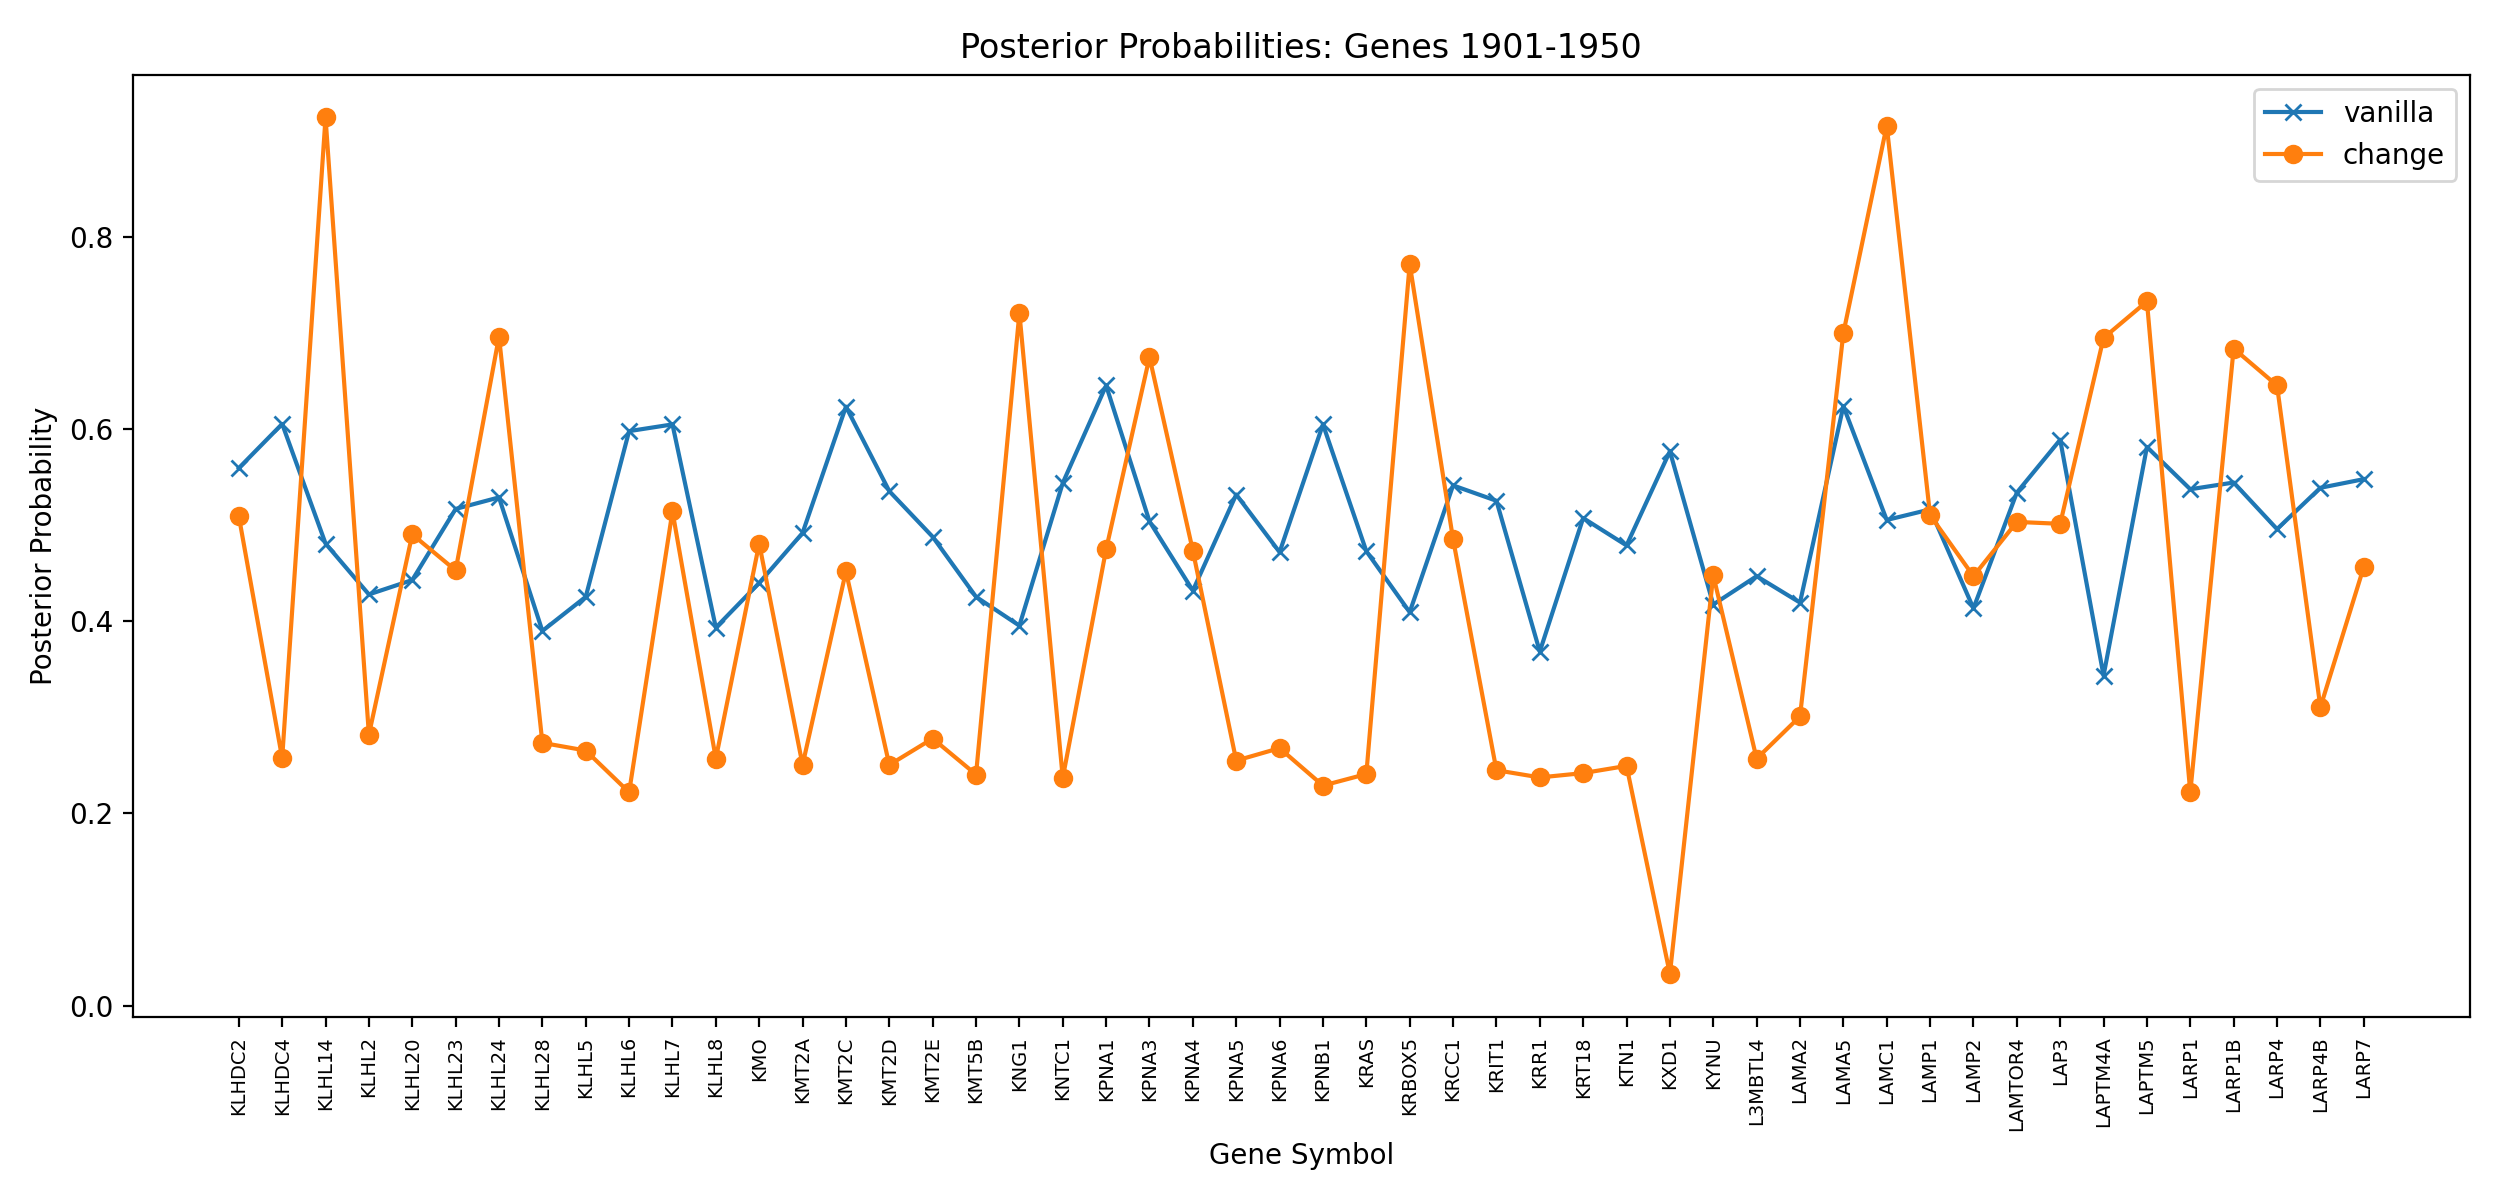 Posterior Probabilities: Genes 1901-1950
vanilla
change
Posterior Probability
0.8
0.6
0.4
0.2
0.0
KLHDC2
KLHDC4
KLHL14
KLHL2
KLHL20
KLHL23
KLHL24
KLHL28
KLHL5
KLHL6
KLHL7
KLHL8
KMO
KMT2A
KMT2C
KMT2D
KMT2E
KMT5B
KNG1
KNTC1
KPNA1
KPNA3
KPNA4
KPNA5
KPNA6
KPNB1
KRAS
KRBOX5
KRCC1
KRIT1
KRR1
KRT18
KTN1
KXD1
KYNU
L3MBTL4
LAMA2
LAMA5
LAMC1
LAMP1
LAMP2
LAMTOR4
LAP3
LAPTM4A
LAPTM5
LARP1
LARP1B
LARP4
LARP4B
LARP7
Gene Symbol